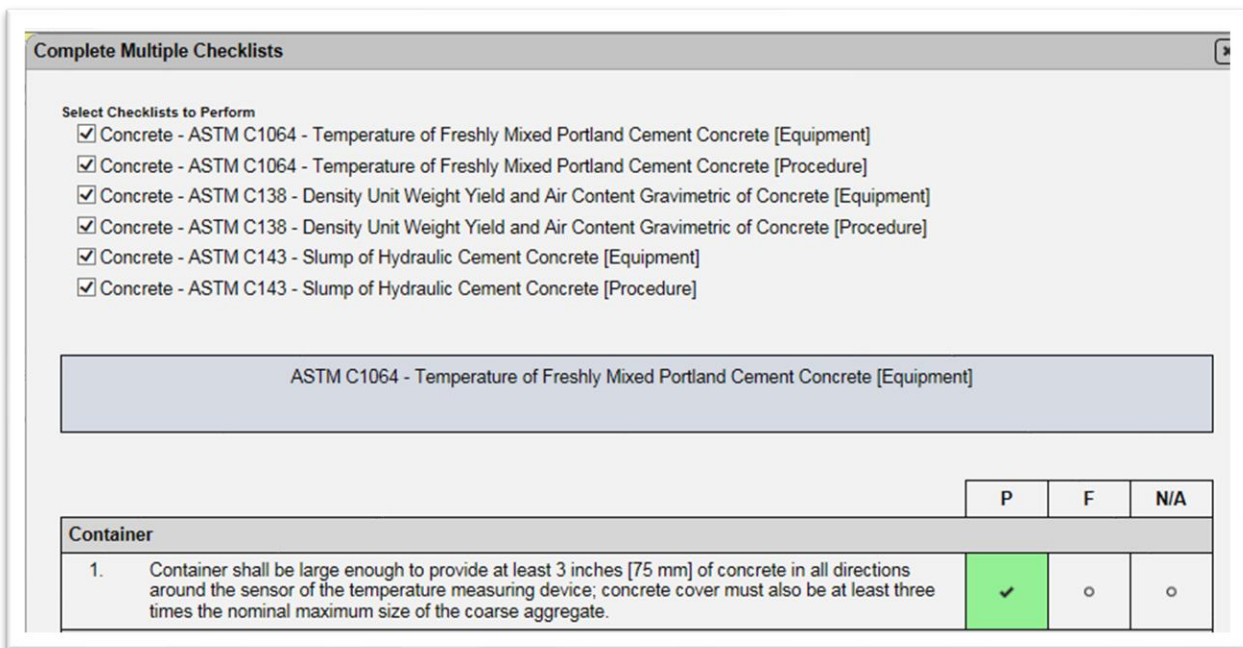 Complete Multiple Checklists
Select Checklists to Perform
Concrete - ASTM C1064 - Temperature of Freshly Mixed Portland Cement Concrete [Equipment]
Concrete - ASTM C1064 - Temperature of Freshly Mixed Portland Cement Concrete [Procedure]
Concrete - ASTM C138 - Density Unit Weight Yield and Air Content Gravimetric of Concrete [Equipment]
Concrete - ASTM C138 - Density Unit Weight Yield and Air Content Gravimetric of Concrete [Procedure]
Concrete - ASTM C143 - Slump of Hydraulic Cement Concrete [Equipment]
Concrete - ASTM C143 - Slump of Hydraulic Cement Concrete [Procedure]
ASTM C1064 - Temperature of Freshly Mixed Portland Cement Concrete [Equipment]
P F N/A
Container
1. Container shall be large enough to provide at least 3 inches [75 mm] of concrete in all directions
around the sensor of the temperature measuring device; concrete cover must also be at least three
times the nominal maximum size of the coarse aggregate.